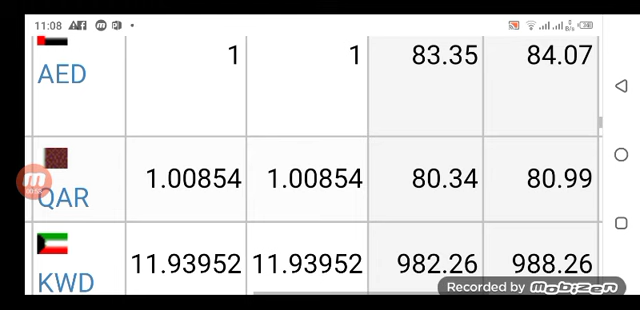 11:08
AED 1 1 83.35 84.07
QAR 1.00854 1.00854 80.34 80.99
KWD 11.93952 11.93952 982.26 988.26
Recorded by mobizen